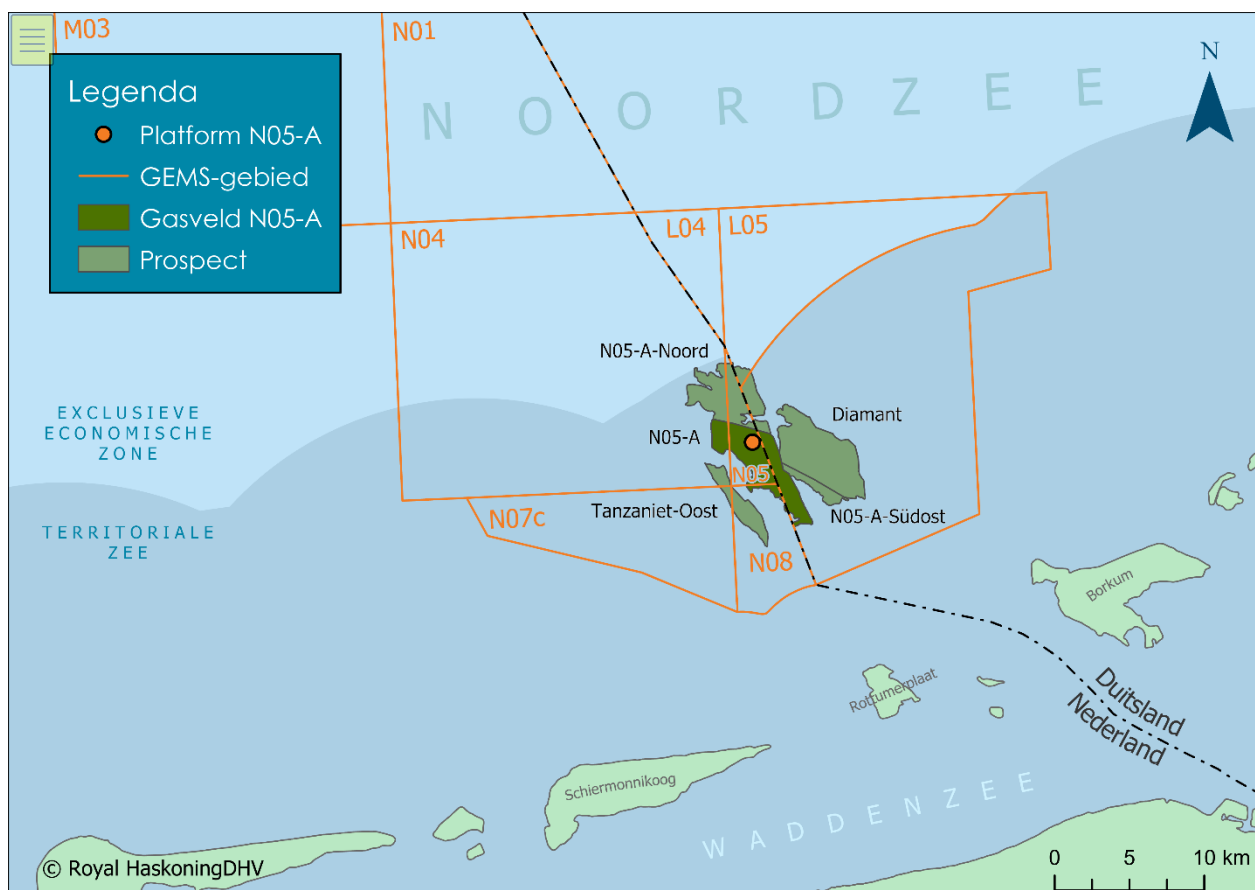 M03
N01
Legenda
Platform N05-A
GEMS-gebied
Gasveld N05-A
Prospect
NOORDZEE
N
N04
L04
L05
N05-A-Noord
Diamant
N05-A
N05
EXCLUSIEVE
ECONOMISCHE
ZONE
TERRITORIALE
ZEE
N07c
Tanzaniet-Oost
N05-A-Südost
N08
Borkum
Rottumerplaat
Duitsland
Nederland
Schiermonnikoog
WADDENZEE
© Royal HaskoningDHV
0 5 10 km